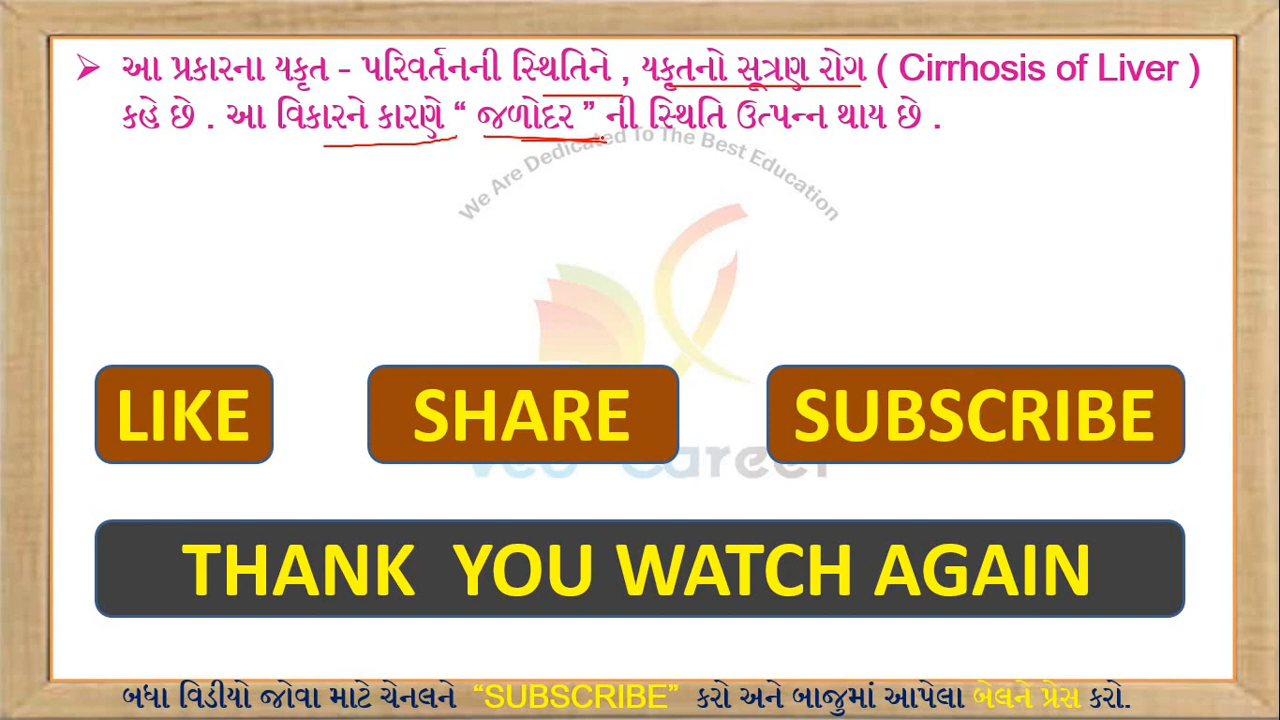 ➢ આ પ્રકારના યકૃત - પરિવર્તનની સ્થિતિને , યકૃતનો સૂત્રણ રોગ ( Cirrhosis of Liver )
કહે છે . આ વિકારને કારણે “ જળોદર ” ની સ્થિતિ ઉત્પન્ન થાય છે .
We Are Dedicated To The Best Education
LIKE SHARE SUBSCRIBE
Career
THANK YOU WATCH AGAIN
બધા વિડીયો જોવા માટે ચેનલને “SUBSCRIBE” કરો અને બાજુમાં આપેલા બેલને પ્રેસ કરો.